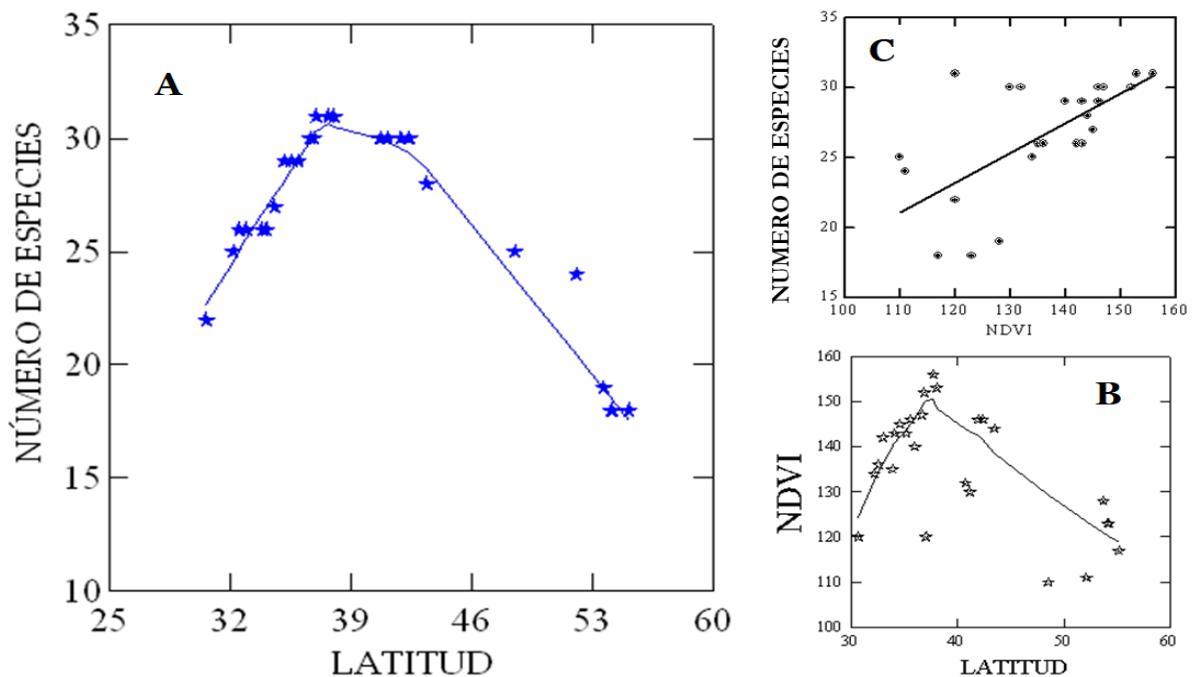 A
NÚMERO DE ESPECIES
35
30
25
20
15
10
25 32 39 46 53 60
LATITUD
C
NUMERO DE ESPECIES
35
30
25
20
15
100 110 120 130 140 150 160
NDVI
B
NDVI
160
150
140
130
120
110
100
30 40 50 60
LATITUD